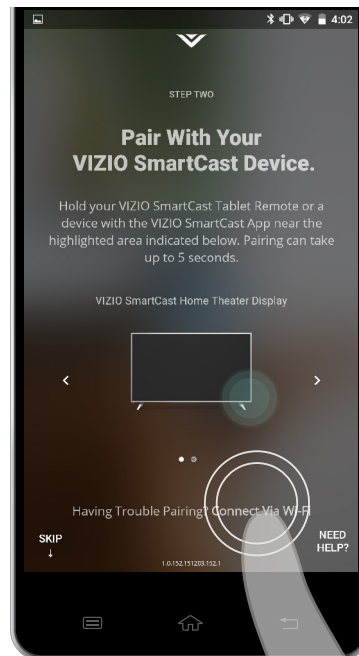 4:02
STEP TWO
Pair With Your
VIZIO SmartCast Device.
Hold your VIZIO SmartCast Tablet Remote or a
device with the VIZIO SmartCast App near the
highlighted area indicated below. Pairing can take
up to 5 seconds.
VIZIO SmartCast Home Theater Display
Having Trouble Pairing? Connect Via Wi-Fi
SKIP
NEED
HELP?
1.0.152.151203.152.1